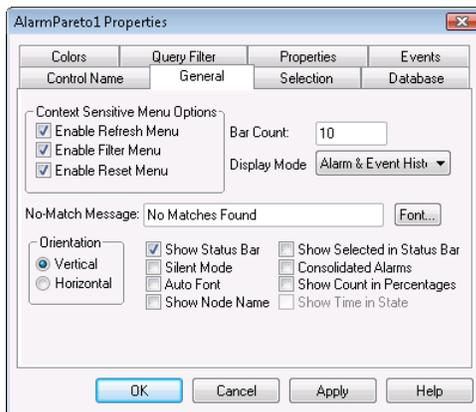 AlarmPareto1 Properties
Colors Query Filter Properties Events
Control Name General Selection Database
Context Sensitive Menu Options
Enable Refresh Menu
Enable Filter Menu
Enable Reset Menu
Bar Count: 10
Display Mode Alarm & Event Histo
No-Match Message: No Matches Found Font...
Orientation
Vertical
Horizontal
Show Status Bar
Silent Mode
Auto Font
Show Node Name
Show Selected in Status Bar
Consolidated Alarms
Show Count in Percentages
Show Time in State
OK Cancel Apply Help